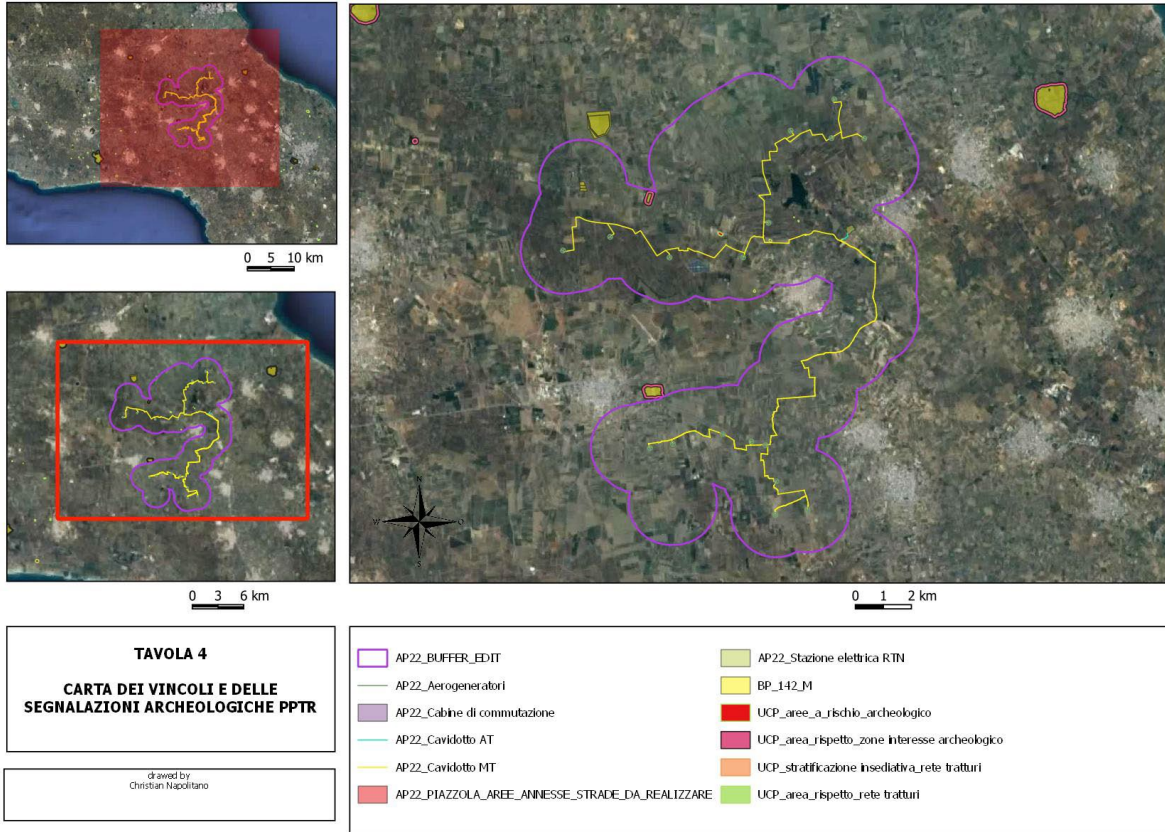 0 5 10 km
0 3 6 km
N
W
O
S
0 1 2 km
TAVOLA 4
CARTA DEI VINCOLI E DELLE
SEGNALAZIONI ARCHEOLOGICHE PPTR
drawed by
Christian Napolitano
AP22_BUFFER_EDIT
AP22_Aerogeneratori
AP22_Cabine di commutazione
AP22_Cavidotto AT
AP22_Cavidotto MT
AP22_PIAZZOLA_AREE_ANNESSE_STRADE_DA_REALIZZARE
AP22_Stazione elettrica RTN
BP_142_M
UCP_aree_a_rischio_archeologico
UCP_area_rispetto_zone interesse archeologico
UCP_stratificazione insediativa_rete tratturi
UCP_area_rispetto_rete tratturi